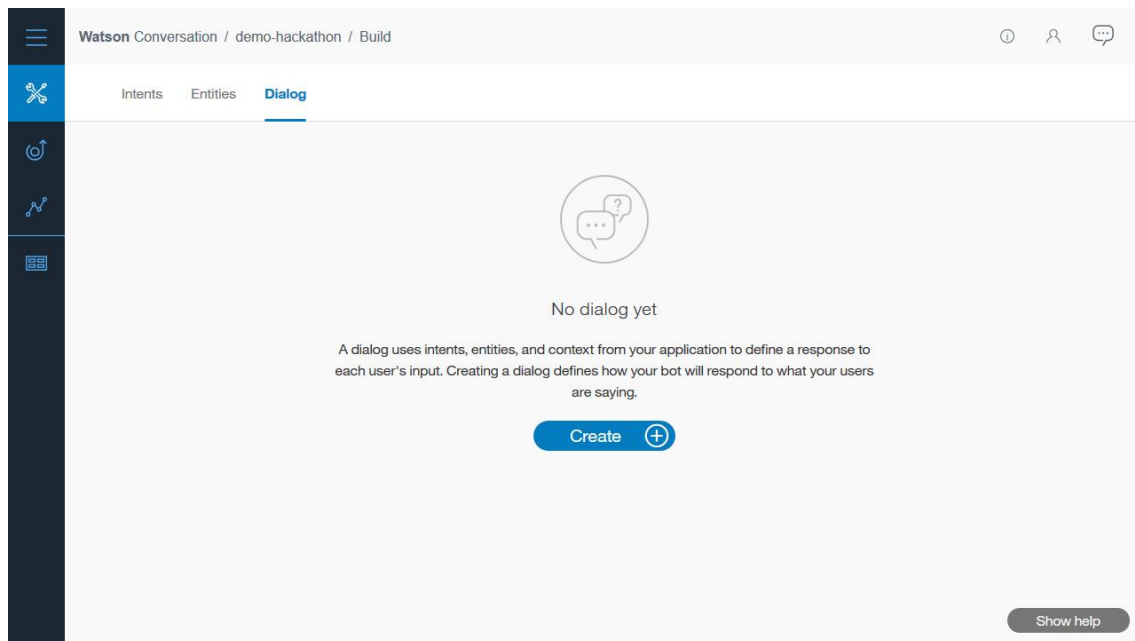 Watson Conversation / demo-hackathon / Build
Intents Entities Dialog
?
No dialog yet
A dialog uses intents, entities, and context from your application to define a response to
each user's input. Creating a dialog defines how your bot will respond to what your users
are saying.
Create
Show help